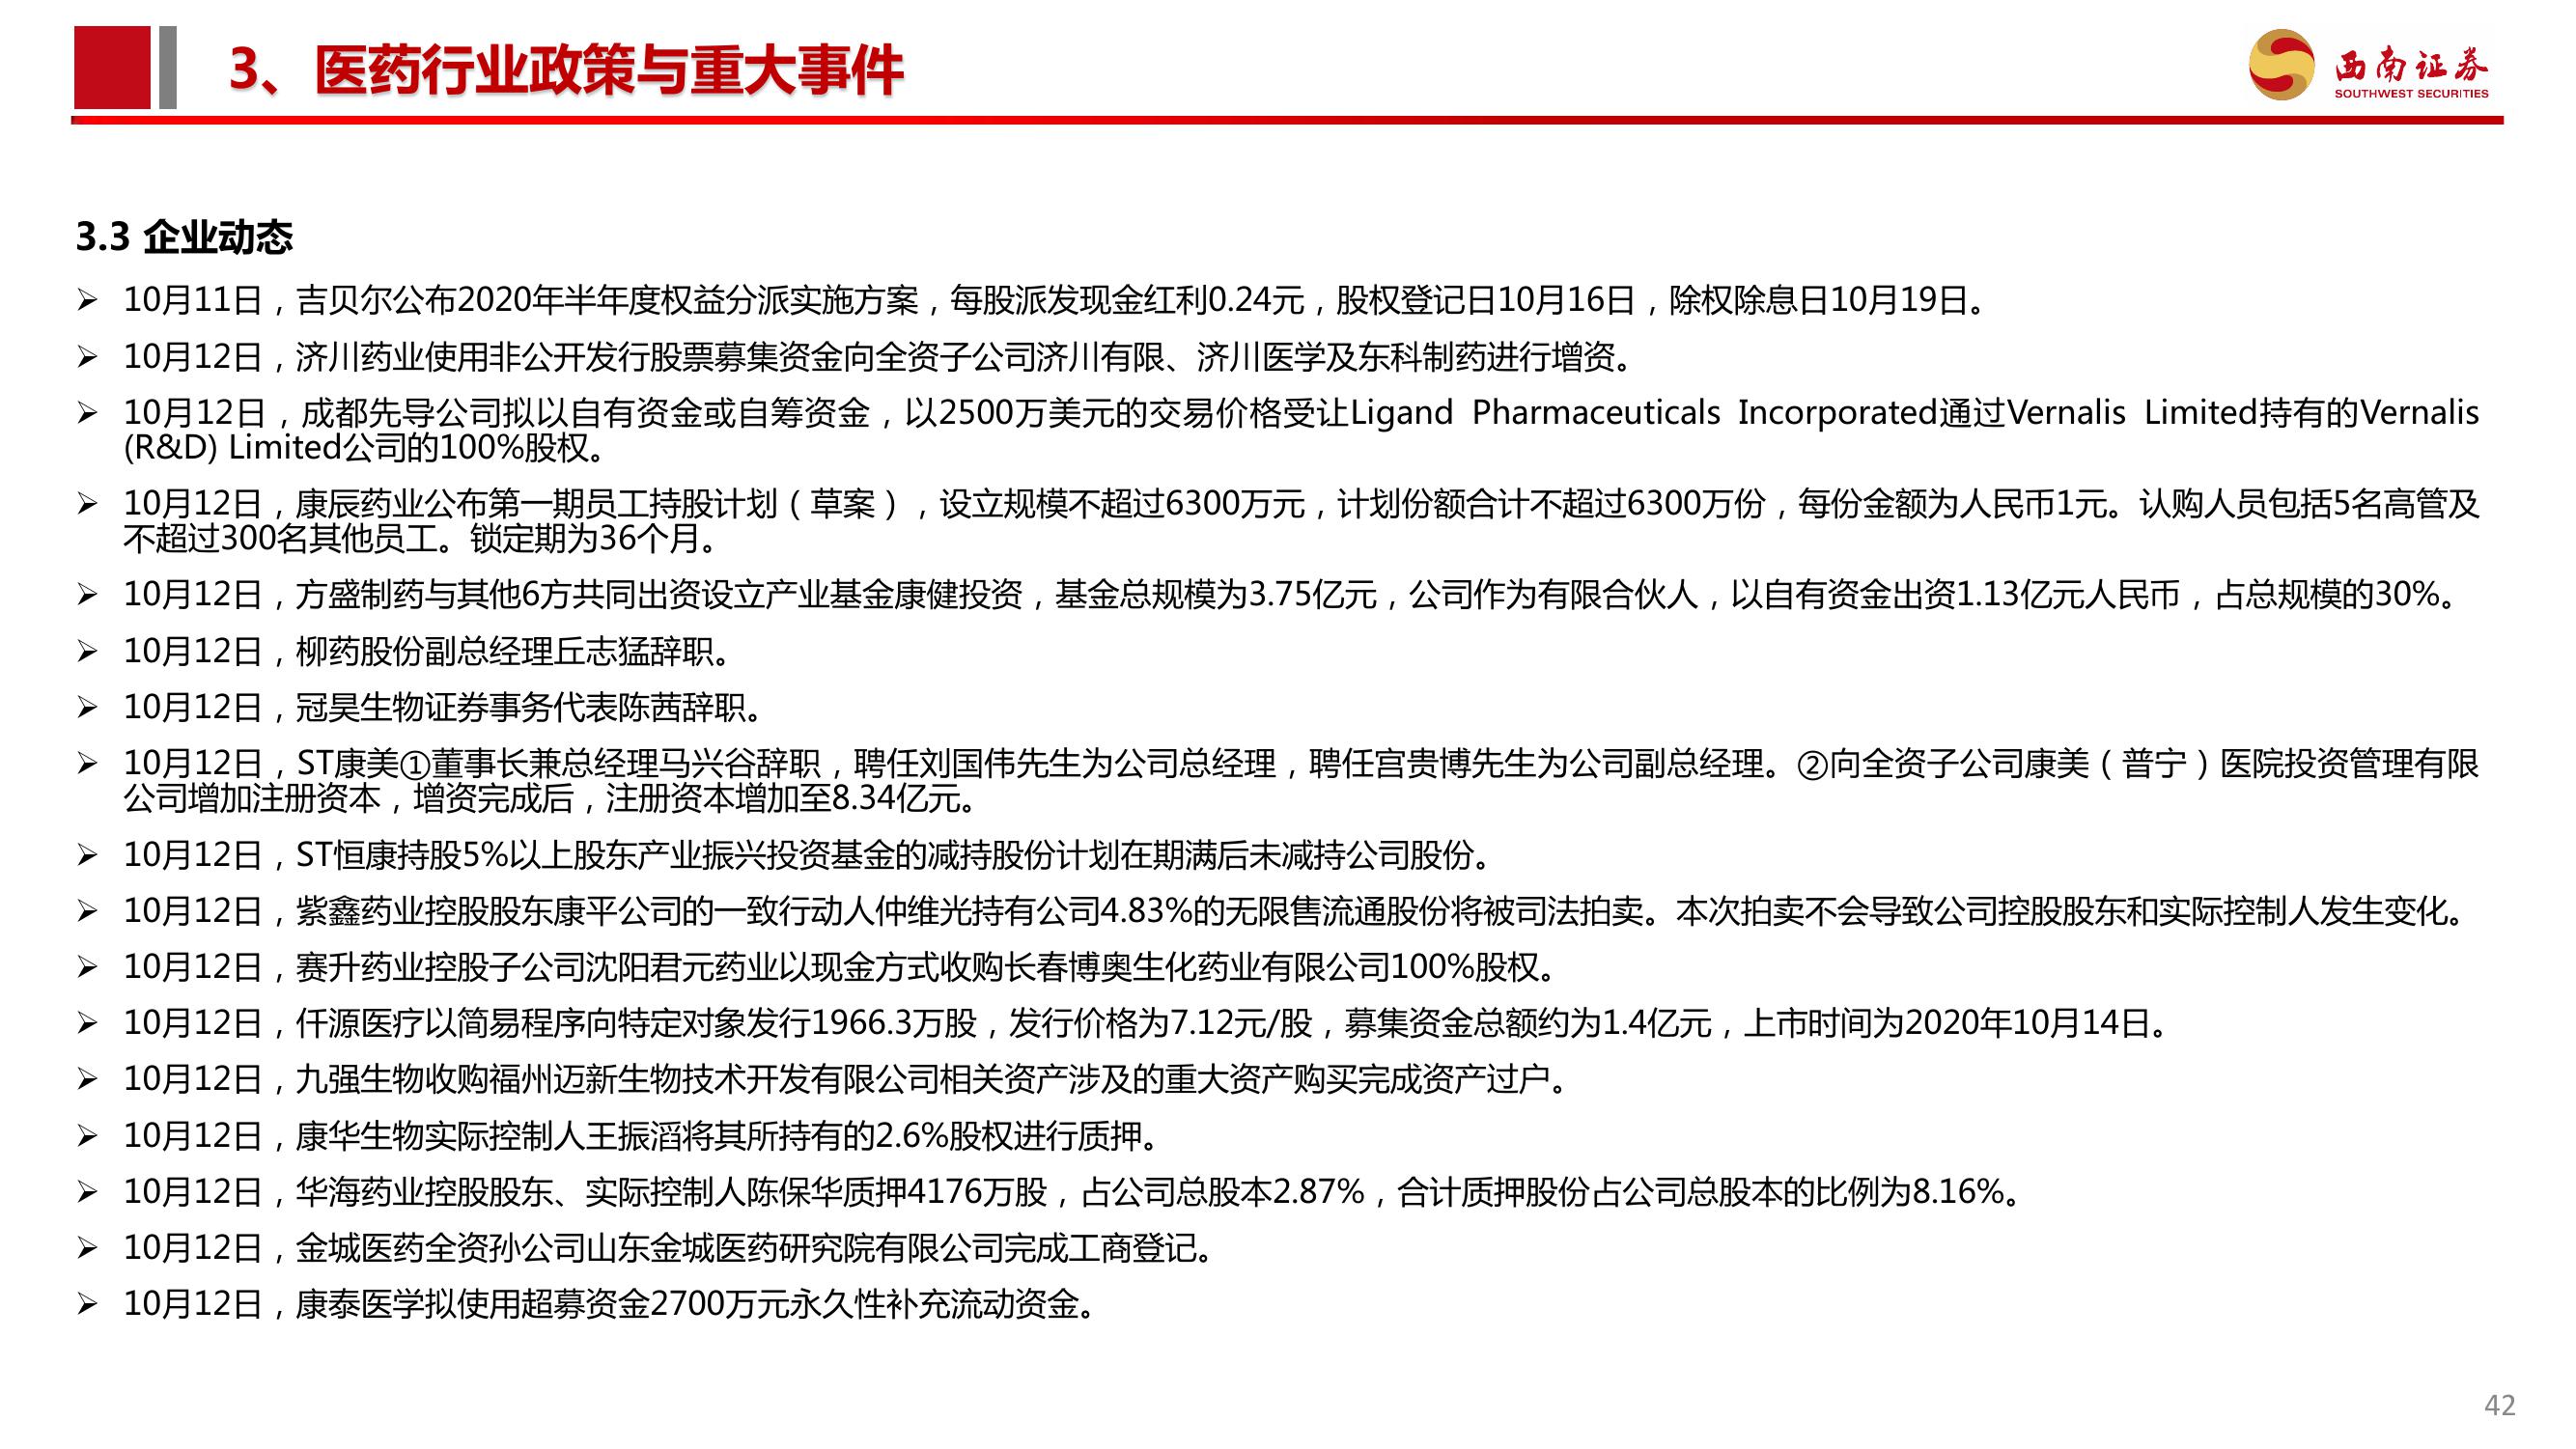 3、医药行业政策与重大事件
西南证券
SOUTHWEST SECURITIES
3.3 企业动态
➢ 10月11日，吉贝尔公布2020年半年度权益分派实施方案，每股派发现金红利0.24元，股权登记日10月16日，除权除息日10月19日。
➢ 10月12日，济川药业使用非公开发行股票募集资金向全资子公司济川有限、济川医学及东科制药进行增资。
➢ 10月12日，成都先导公司拟以自有资金或自筹资金，以2500万美元的交易价格受让Ligand Pharmaceuticals Incorporated通过Vernalis Limited持有的Vernalis
(R&D) Limited公司的100%股权。
➢ 10月12日，康辰药业公布第一期员工持股计划（草案），设立规模不超过6300万元，计划份额合计不超过6300万份，每份金额为人民币1元。认购人员包括5名高管及
不超过300名其他员工。锁定期为36个月。
➢ 10月12日，方盛制药与其他6方共同出资设立产业基金康健投资，基金总规模为3.75亿元，公司作为有限合伙人，以自有资金出资1.13亿元人民币，占总规模的30%。
➢ 10月12日，柳药股份副总经理丘志猛辞职。
➢ 10月12日，冠昊生物证券事务代表陈茜辞职。
➢ 10月12日，ST康美①董事长兼总经理马兴谷辞职，聘任刘国伟先生为公司总经理，聘任宫贵博先生为公司副总经理。②向全资子公司康美（普宁）医院投资管理有限
公司增加注册资本，增资完成后，注册资本增加至8.34亿元。
➢ 10月12日，ST恒康持股5%以上股东产业振兴投资基金的减持股份计划在期满后未减持公司股份。
➢ 10月12日，紫鑫药业控股股东康平公司的一致行动人仲维光持有公司4.83%的无限售流通股份将被司法拍卖。本次拍卖不会导致公司控股股东和实际控制人发生变化。
➢ 10月12日，赛升药业控股子公司沈阳君元药业以现金方式收购长春博奥生化药业有限公司100%股权。
➢ 10月12日，仟源医疗以简易程序向特定对象发行1966.3万股，发行价格为7.12元/股，募集资金总额约为1.4亿元，上市时间为2020年10月14日。
➢ 10月12日，九强生物收购福州迈新生物技术开发有限公司相关资产涉及的重大资产购买完成资产过户。
➢ 10月12日，康华生物实际控制人王振滔将其所持有的2.6%股权进行质押。
➢ 10月12日，华海药业控股股东、实际控制人陈保华质押4176万股，占公司总股本2.87%，合计质押股份占公司总股本的比例为8.16%。
➢ 10月12日，金城医药全资孙公司山东金城医药研究院有限公司完成工商登记。
➢ 10月12日，康泰医学拟使用超募资金2700万元永久性补充流动资金。
42